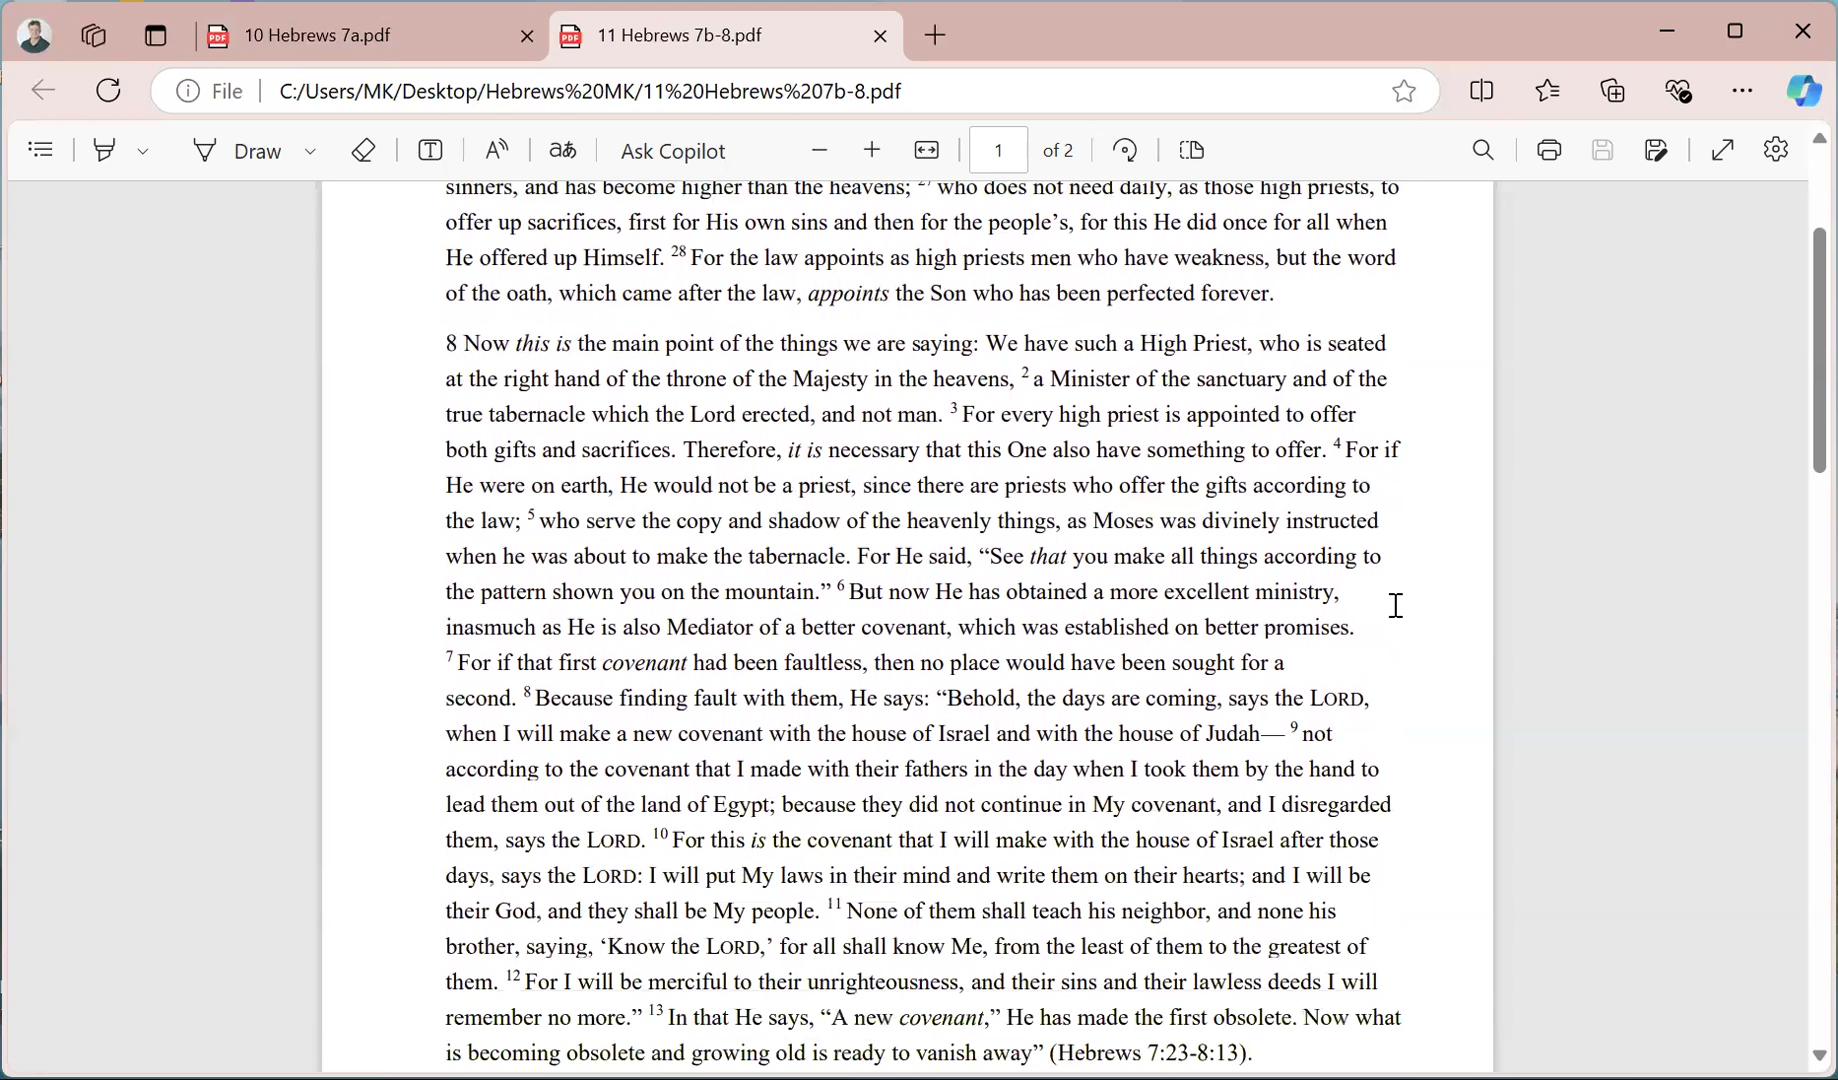 10 Hebrews 7a.pdf
11 Hebrews 7b-8.pdf
File
C:/Users/MK/Desktop/Hebrews%20MK/11%20Hebrews%207b-8.pdf
Draw
Ask Copilot
1 of 2
sinners, and has become higher than the heavens; 27 who does not need daily, as those high priests, to
offer up sacrifices, first for His own sins and then for the people’s, for this He did once for all when
He offered up Himself. 28 For the law appoints as high priests men who have weakness, but the word
of the oath, which came after the law, appoints the Son who has been perfected forever.
8 Now this is the main point of the things we are saying: We have such a High Priest, who is seated
at the right hand of the throne of the Majesty in the heavens, 2 a Minister of the sanctuary and of the
true tabernacle which the Lord erected, and not man. 3 For every high priest is appointed to offer
both gifts and sacrifices. Therefore, it is necessary that this One also have something to offer. 4 For if
He were on earth, He would not be a priest, since there are priests who offer the gifts according to
the law; 5 who serve the copy and shadow of the heavenly things, as Moses was divinely instructed
when he was about to make the tabernacle. For He said, “See that you make all things according to
the pattern shown you on the mountain.” 6 But now He has obtained a more excellent ministry,
inasmuch as He is also Mediator of a better covenant, which was established on better promises.
7 For if that first covenant had been faultless, then no place would have been sought for a
second. 8 Because finding fault with them, He says: “Behold, the days are coming, says the LORD,
when I will make a new covenant with the house of Israel and with the house of Judah— 9 not
according to the covenant that I made with their fathers in the day when I took them by the hand to
lead them out of the land of Egypt; because they did not continue in My covenant, and I disregarded
them, says the LORD. 10 For this is the covenant that I will make with the house of Israel after those
days, says the LORD: I will put My laws in their mind and write them on their hearts; and I will be
their God, and they shall be My people. 11 None of them shall teach his neighbor, and none his
brother, saying, ‘Know the LORD,’ for all shall know Me, from the least of them to the greatest of
them. 12 For I will be merciful to their unrighteousness, and their sins and their lawless deeds I will
remember no more.” 13 In that He says, “A new covenant,” He has made the first obsolete. Now what
is becoming obsolete and growing old is ready to vanish away” (Hebrews 7:23-8:13).